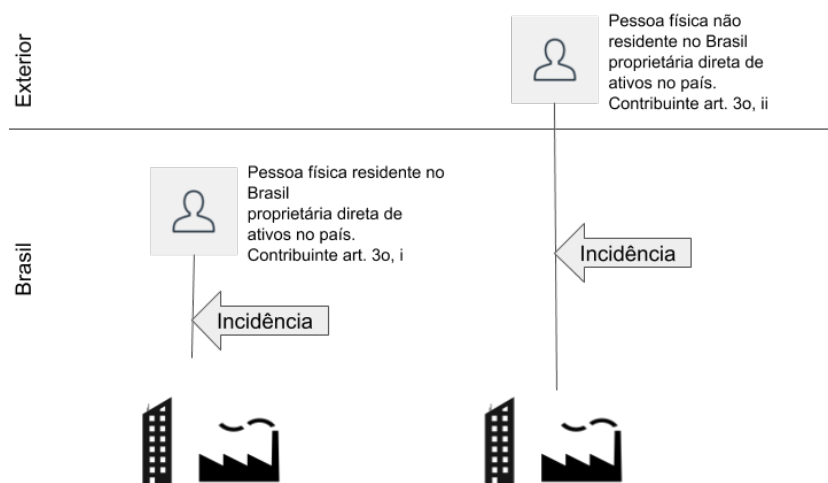 Exterior
Pessoa física não
residente no Brasil
proprietária direta de
ativos no país.
Contribuinte art. 3o, ii
Brasil
Pessoa física residente no
Brasil
proprietária direta de
ativos no país.
Contribuinte art. 3o, i
Incidência
Incidência